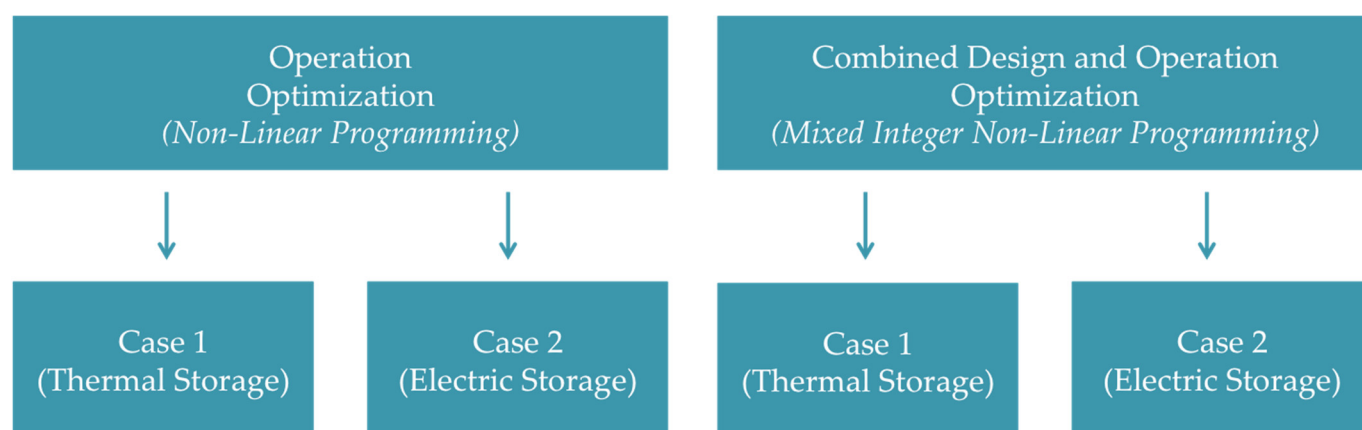 Operation
Optimization
(Non-Linear Programming)
Combined Design and Operation
Optimization
(Mixed Integer Non-Linear Programming)
Case 1
(Thermal Storage)
Case 2
(Electric Storage)
Case 1
(Thermal Storage)
Case 2
(Electric Storage)